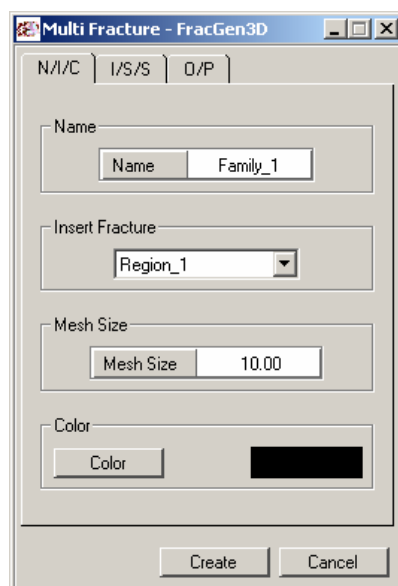 Multi Fracture - FracGen3D
N/I/C I/S/S O/P
Name
Name Family_1
Insert Fracture
Region_1
Mesh Size
Mesh Size 10.00
Color
Color
Create Cancel